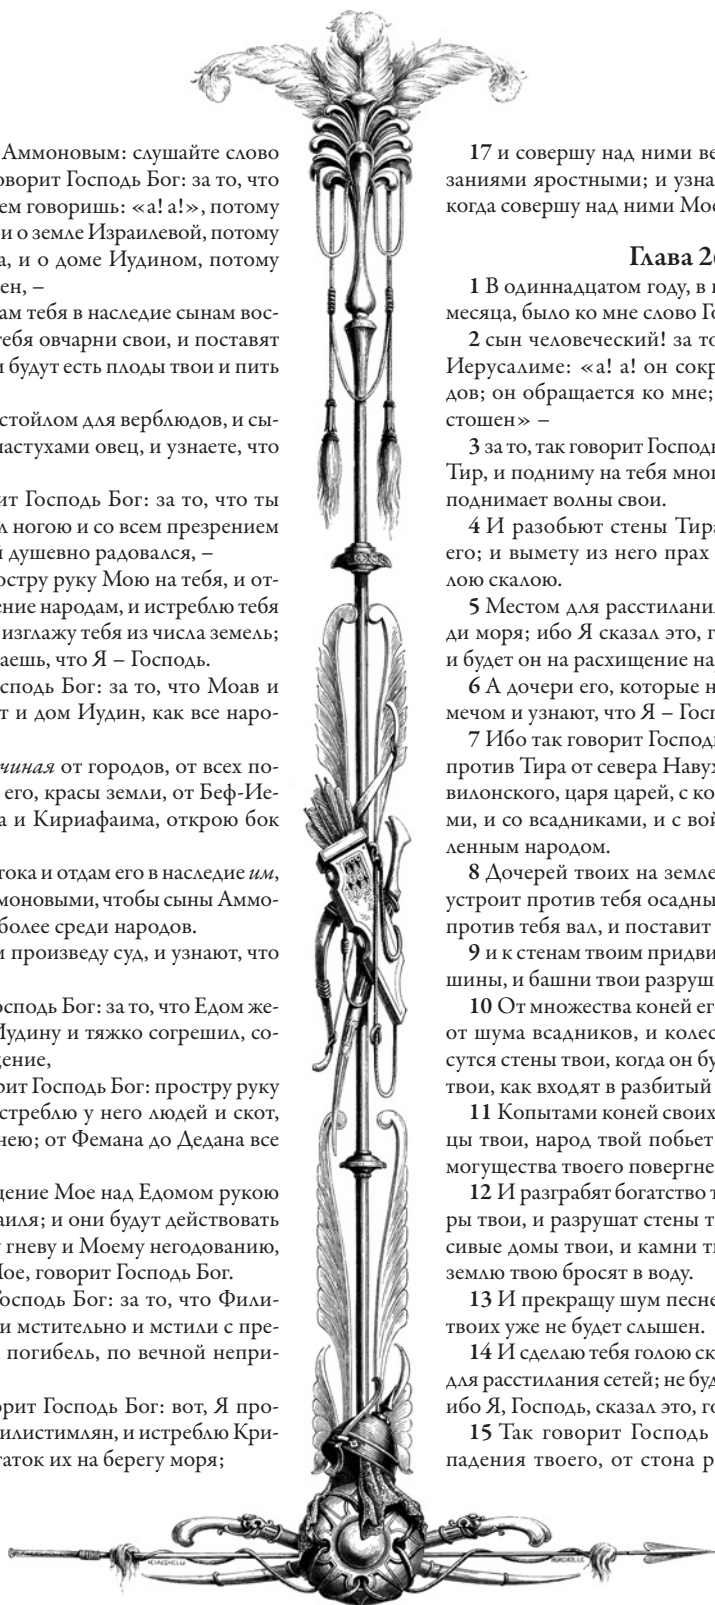 Аммоновым: слушайте слово
оворит Господь Бог: за то, что
ем говоришь: «а! а!», потому
и о земле Израилевой, потому
а, и о доме Иудином, потому
ен, –
ам тебя в наследие сынам вос-
тебя овчарни свои, и поставят
и будут есть плоды твои и пить
стойлом для верблюдов, и сы-
пастухами овец, и узнаете, что
ит Господь Бог: за то, что ты
л ногою и со всем презрением
й душевно радовался, –
остру руку Мою на тебя, и от-
ение народам, и истреблю тебя
изглажу тебя из числа земель;
аешь, что Я – Господь.
сподь Бог: за то, что Моав и
т и дом Иудин, как все наро-
чиная от городов, от всех по-
его, красы земли, от Беф-Ие-
а и Кириафаима, открою бок
тока и отдам его в наследие им,
моновыми, чтобы сыны Аммо-
более среди народов.
м произведу суд, и узнают, что
осподь Бог: за то, что Едом же-
Иудину и тяжко согрешил, со-
ение,
рит Господь Бог: простру руку
стреблю у него людей и скот,
нею; от Фемана до Дедана все
щение Мое над Едомом рукою
аиля; и они будут действовать
у гневу и Моему негодованию,
Мое, говорит Господь Бог.
Господь Бог: за то, что Фили-
и мстительно и мстили с пре-
погибель, по вечной непри-
орит Господь Бог: вот, Я про-
илистимлян, и истреблю Кри-
таток их на берегу моря;
17 и совершу над ними ве
заниями яростными; и узна
когда совершу над ними Мое
Глава 26
1 В одиннадцатом году, в п
месяца, было ко мне слово Го
2 сын человеческий! за то
Иерусалиме: «а! а! он сокр
дов; он обращается ко мне;
стошен» –
3 за то, так говорит Господь
Тир, и подниму на тебя мног
поднимает волны свои.
4 И разобьют стены Тира
его; и вымету из него прах
лою скалою.
5 Местом для расстилани
ди моря; ибо Я сказал это, г
и будет он на расхищение на
6 А дочери его, которые н
мечом и узнают, что Я – Госп
7 Ибо так говорит Господь
против Тира от севера Навух
вилонского, царя царей, с ко
ми, и со всадниками, и с вой
ленным народом.
8 Дочерей твоих на земле
устроит против тебя осадны
против тебя вал, и поставит
9 и к стенам твоим придви
шины, и башни твои разруши
10 От множества коней ег
от шума всадников, и колес
сутся стены твои, когда он бу
твои, как входят в разбитый
11 Копытами коней своих
цы твои, народ твой побьет
могущества твоего повергне
12 И разграбят богатство т
ры твои, и разрушат стены т
сивые домы твои, и камни тв
землю твою бросят в воду.
13 И прекращу шум песне
твоих уже не будет слышен.
14 И сделаю тебя голою ск
для расстилания сетей; не буд
ибо Я, Господь, сказал это, го
15 Так говорит Господь
падения твоего, от стона р